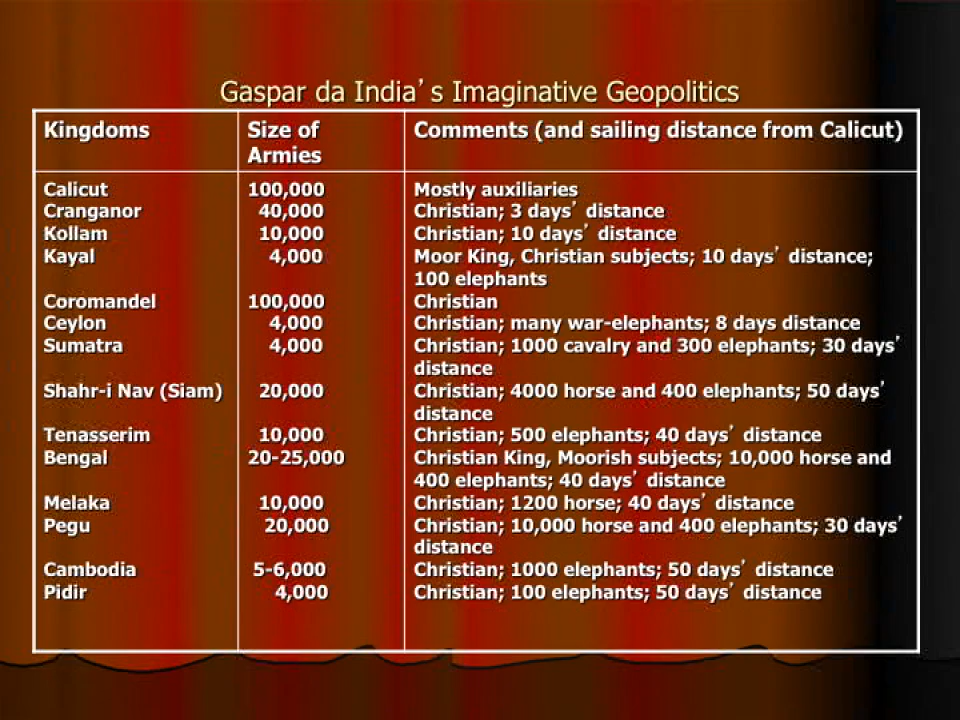 Gaspar da India’s Imaginative Geopolitics
Kingdoms Size of Armies Comments (and sailing distance from Calicut)
Calicut 100,000 Mostly auxiliaries
Cranganor 40,000 Christian; 3 days’ distance
Kollam 10,000 Christian; 10 days’ distance
Kayal 4,000 Moor King, Christian subjects; 10 days’ distance;
100 elephants
Coromandel 100,000 Christian
Ceylon 4,000 Christian; many war-elephants; 8 days distance
Sumatra 4,000 Christian; 1000 cavalry and 300 elephants; 30 days’
distance
Shahr-i Nav (Siam) 20,000 Christian; 4000 horse and 400 elephants; 50 days’
distance
Tenasserim 10,000 Christian; 500 elephants; 40 days’ distance
Bengal 20-25,000 Christian King, Moorish subjects; 10,000 horse and
400 elephants; 40 days’ distance
Melaka 10,000 Christian; 1200 horse; 40 days’ distance
Pegu 20,000 Christian; 10,000 horse and 400 elephants; 30 days’
distance
Cambodia 5-6,000 Christian; 1000 elephants; 50 days’ distance
Pidir 4,000 Christian; 100 elephants; 50 days’ distance